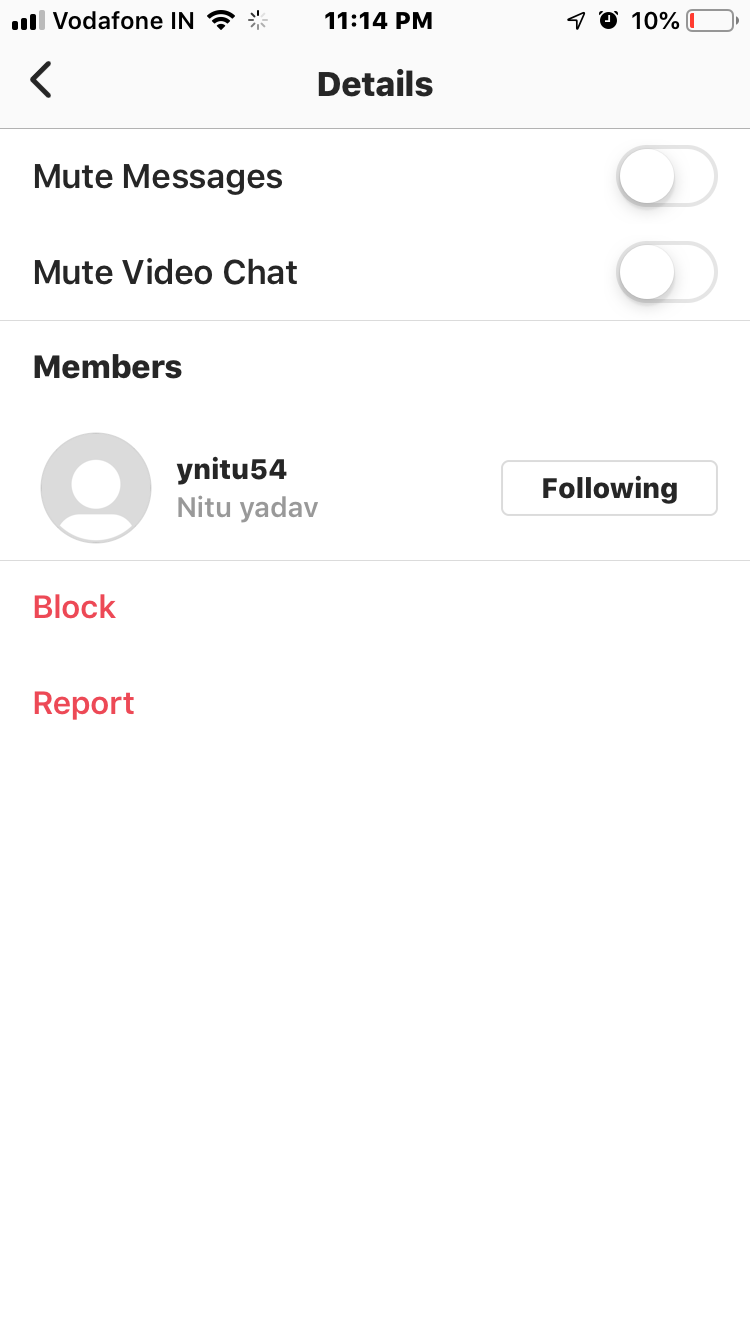 Vodafone IN 11:14 PM 10%
Details
Mute Messages
Mute Video Chat
Members
ynitu54
Nitu yadav
Following
Block
Report